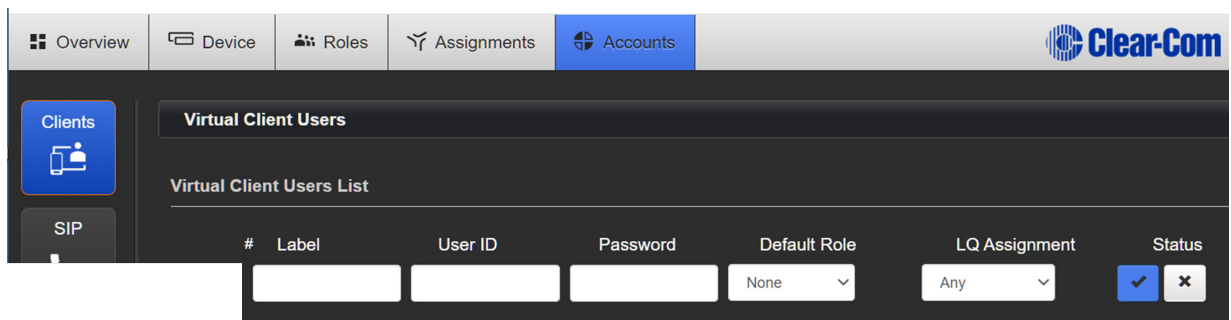 Overview Device Roles Assignments Accounts Clear-Com
Clients
Virtual Client Users
Virtual Client Users List
SIP
# Label User ID Password Default Role LQ Assignment Status
None Any